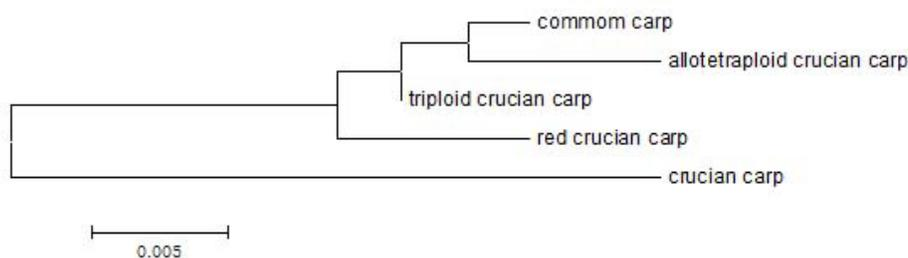 commom carp
allotetraploid crucian carp
triploid crucian carp
red crucian carp
crucian carp
0.005